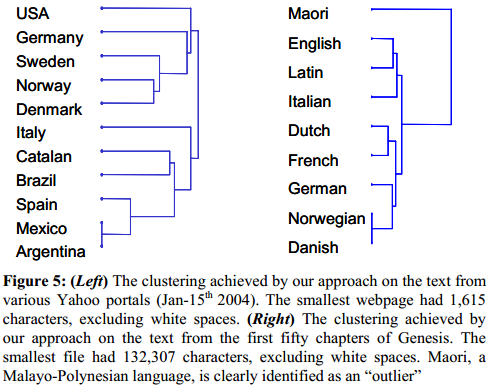 USA
Germany
Sweden
Norway
Denmark
Italy
Catalan
Brazil
Spain
Mexico
Argentina
Maori
English
Latin
Italian
Dutch
French
German
Norwegian
Danish
Figure 5: (Left) The clustering achieved by our approach on the text from
various Yahoo portals (Jan-15th 2004). The smallest webpage had 1,615
characters, excluding white spaces. (Right) The clustering achieved by
our approach on the text from the first fifty chapters of Genesis. The
smallest file had 132,307 characters, excluding white spaces. Maori, a
Malayo-Polynesian language, is clearly identified as an “outlier”